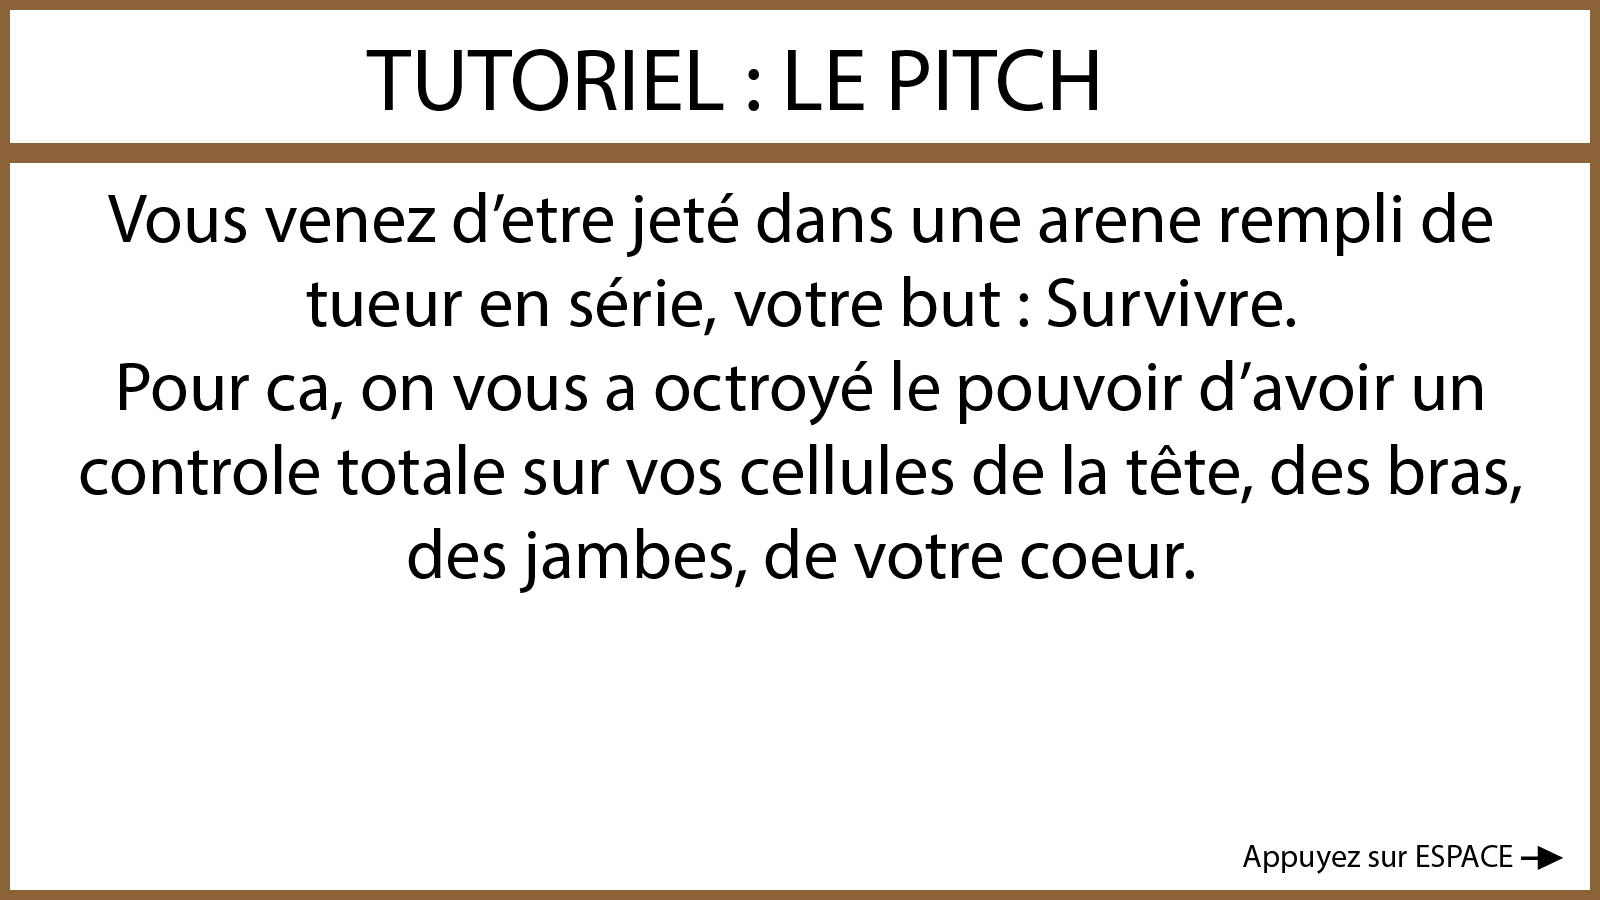 TUTORIEL : LE PITCH
Vous venez d’etre jeté dans une arene rempli de
tueur en série, votre but : Survivre.
Pour ca, on vous a octroyé le pouvoir d’avoir un
controle totale sur vos cellules de la tête, des bras,
des jambes, de votre coeur.
Appuyez sur ESPACE